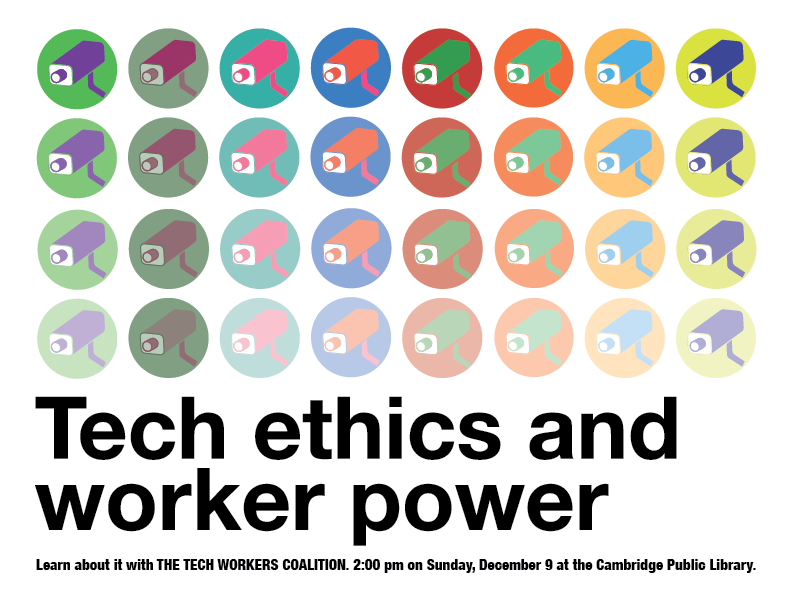 Tech ethics and
worker power
Learn about it with THE TECH WORKERS COALITION. 2:00 pm on Sunday, December 9 at the Cambridge Public Library.